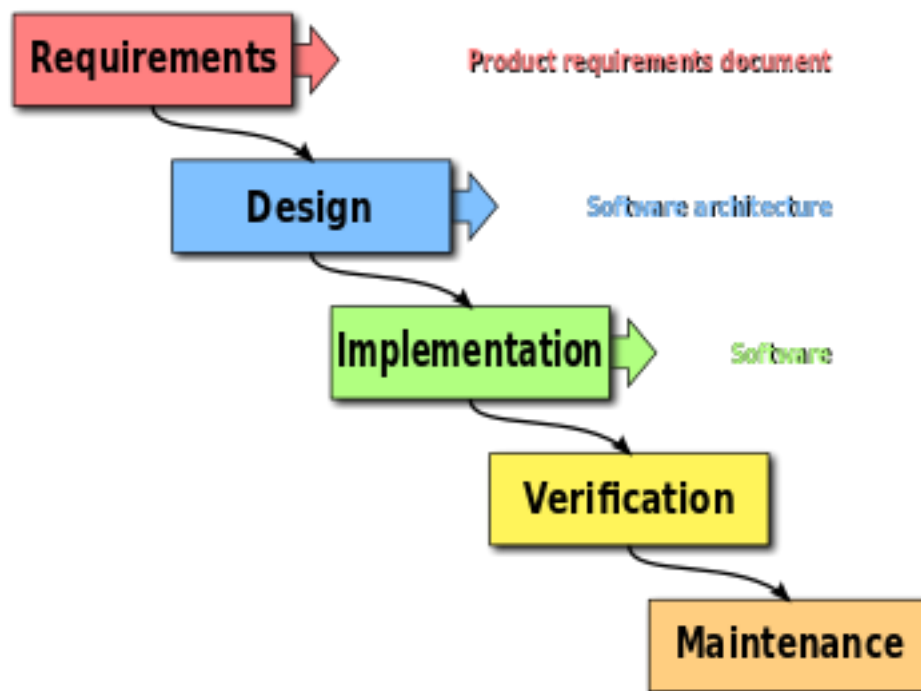 Requirements
Product requirements document
Design
Software architecture
Implementation
Software
Verification
Maintenance